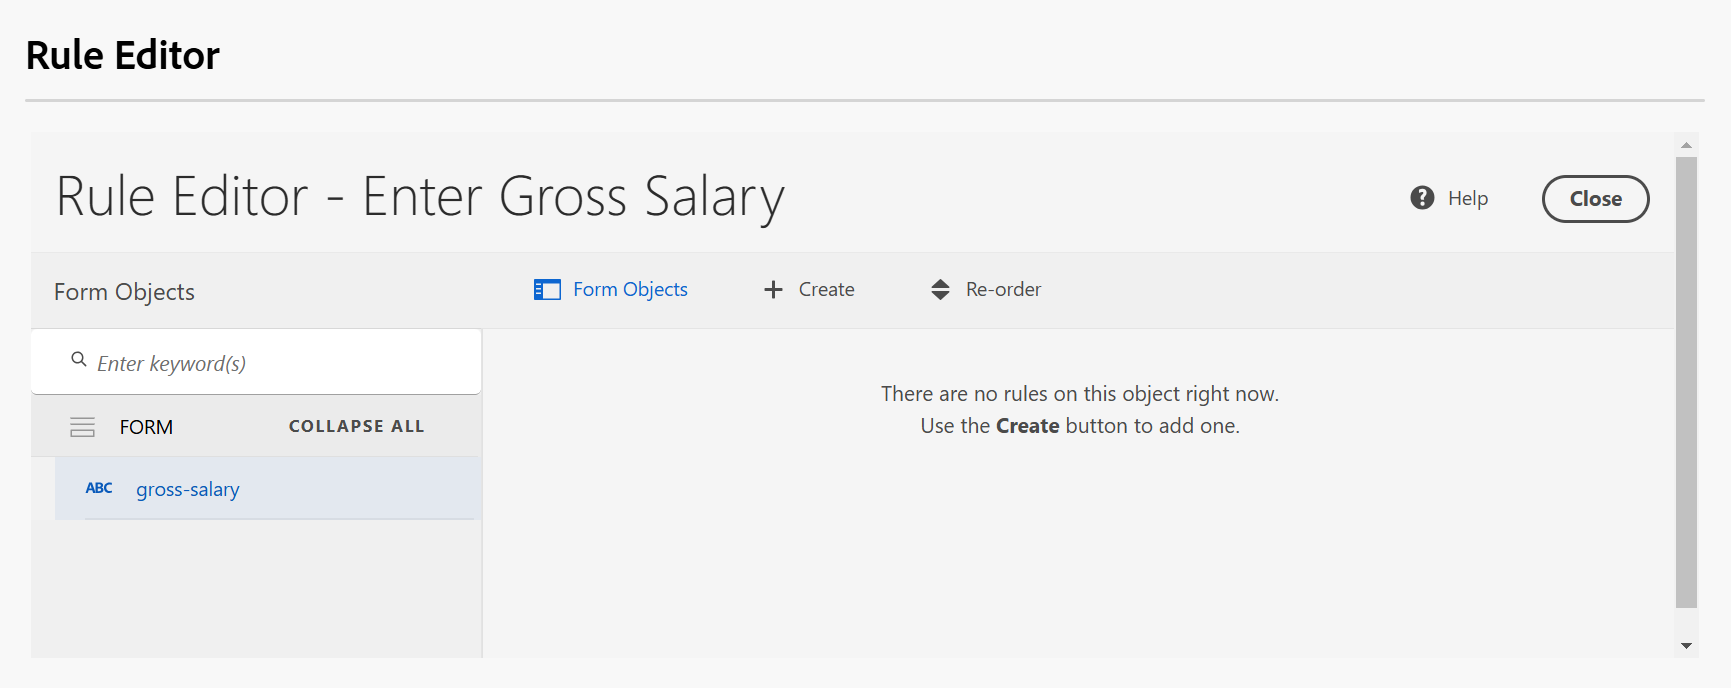 Rule Editor
Rule Editor - Enter Gross Salary
Help
Close
Form Objects
Form Objects
Create
Re-order
Enter keyword(s)
FORM
COLLAPSE ALL
ABC
gross-salary
There are no rules on this object right now.
Use the Create button to add one.